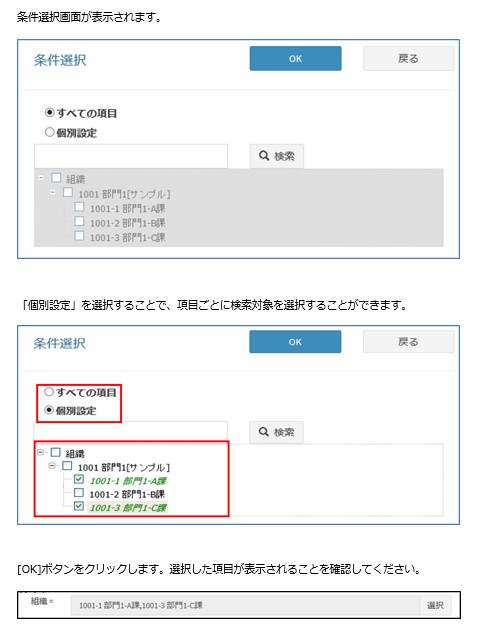 条件選択画面が表示されます。
条件選択
OK
戻る
すべての項目
個別設定
検索
組織
1001 部門1[サンプル]
1001-1 部門1-A課
1001-2 部門1-B課
1001-3 部門1-C課
「個別設定」を選択することで、項目ごとに検索対象を選択することができます。
条件選択
OK
戻る
すべての項目
個別設定
検索
組織
1001 部門1[サンプル]
1001-1 部門1-A課
1001-2 部門1-B課
1001-3 部門1-C課
[OK]ボタンをクリックします。選択した項目が表示されることを確認してください。
組織 =
1001-1 部門1-A課,1001-3 部門1-C課
選択